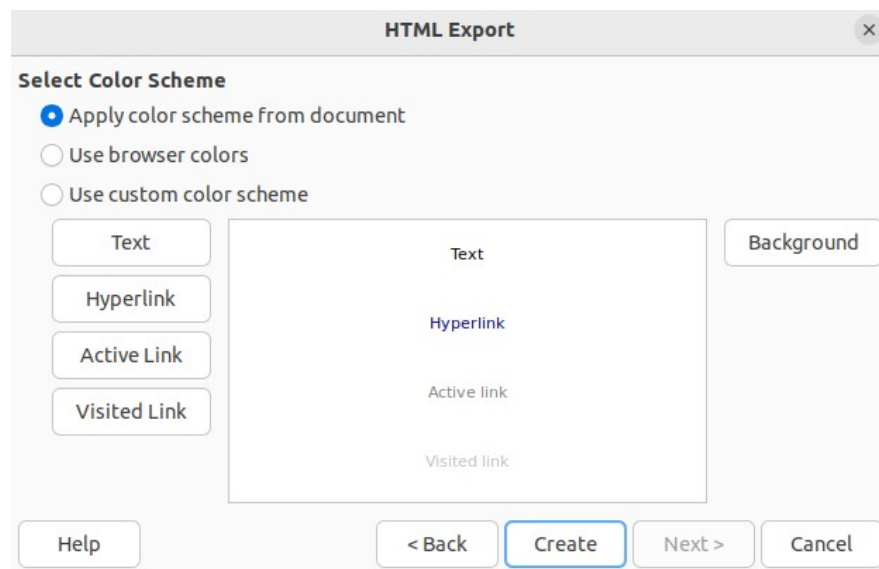 HTML Export
Select Color Scheme
Apply color scheme from document
Use browser colors
Use custom color scheme
Text
Text
Background
Hyperlink
Hyperlink
Active Link
Active link
Visited Link
Visited link
Help
< Back
Create
Next >
Cancel